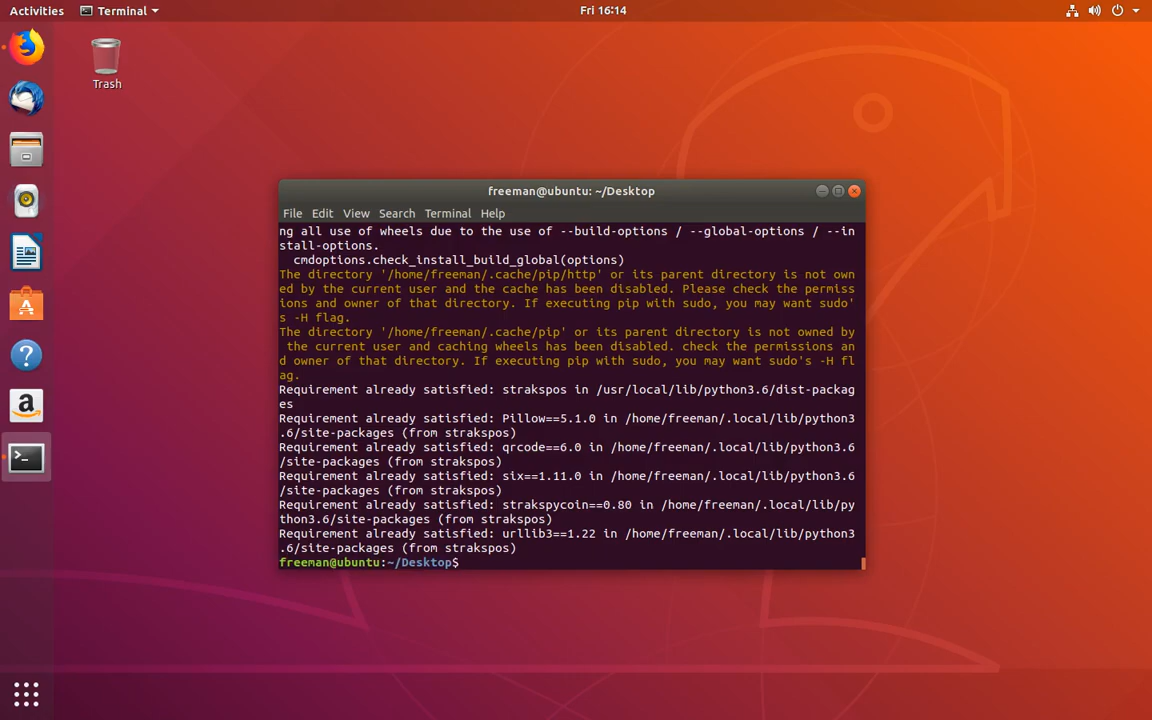 Activities Terminal Fri 16:14
Trash
freeman@ubuntu: ~/Desktop
File Edit View Search Terminal Help
ng all use of wheels due to the use of --build-options / --global-options / --in
stall-options.
cmdoptions.check_install_build_global(options)
The directory '/home/freeman/.cache/pip/http' or its parent directory is not own
ed by the current user and the cache has been disabled. Please check the permiss
ions and owner of that directory. If executing pip with sudo, you may want sudo'
s -H flag.
The directory '/home/freeman/.cache/pip' or its parent directory is not owned by
the current user and caching wheels has been disabled. check the permissions an
d owner of that directory. If executing pip with sudo, you may want sudo's -H fl
ag.
Requirement already satisfied: strakspos in /usr/local/lib/python3.6/dist-packag
es
Requirement already satisfied: Pillow==5.1.0 in /home/freeman/.local/lib/python3
.6/site-packages (from strakspos)
Requirement already satisfied: qrcode==6.0 in /home/freeman/.local/lib/python3.6
/site-packages (from strakspos)
Requirement already satisfied: six==1.11.0 in /home/freeman/.local/lib/python3.6
/site-packages (from strakspos)
Requirement already satisfied: strakspycoin==0.80 in /home/freeman/.local/lib/py
thon3.6/site-packages (from strakspos)
Requirement already satisfied: urllib3==1.22 in /home/freeman/.local/lib/python3
.6/site-packages (from strakspos)
freeman@ubuntu:~/Desktop$